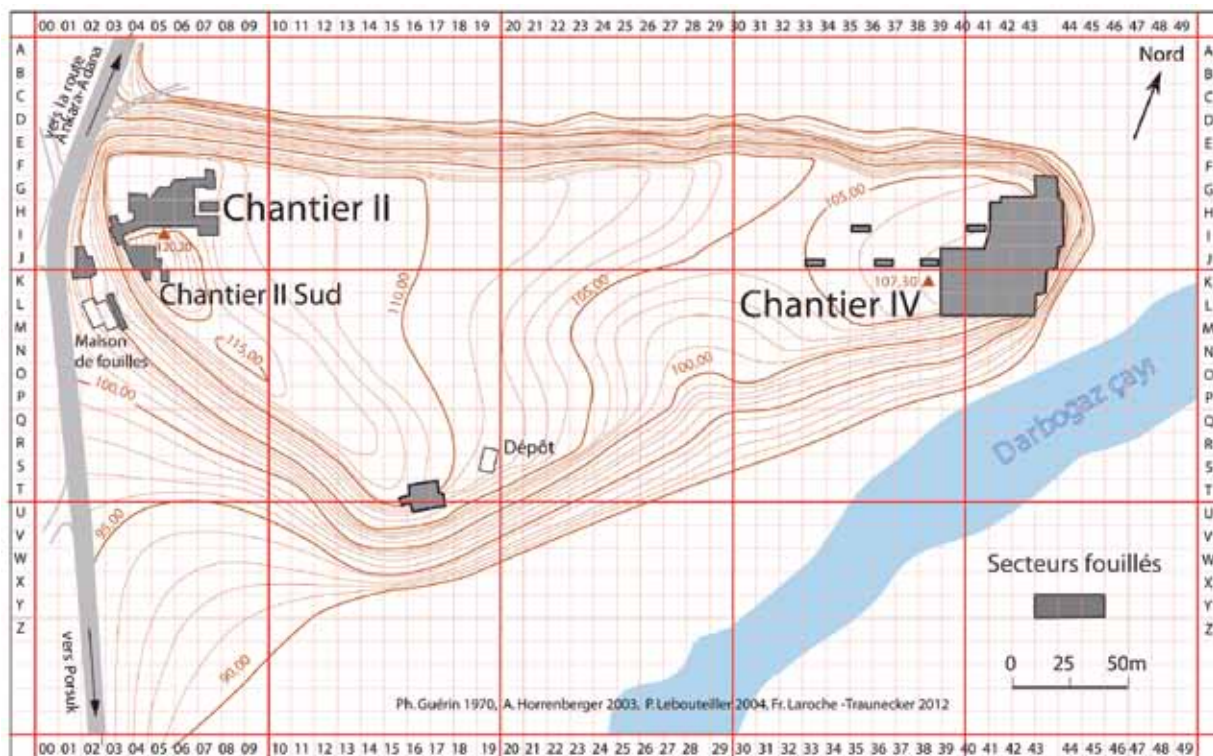 00 01 02 03 04 05 06 07 08 09 10 11 12 13 14 15 16 17 18 19 20 21 22 23 24 25 26 27 28 29 30 31 32 33 34 35 36 37 38 39 40 41 42 43 44 45 46 47 48 49
A
B
C
D
E
F
G
H
I
J
K
L
M
N
O
P
Q
R
S
T
U
V
W
X
Y
Z
vers la route
Ankara-Adana
Nord
Chantier II
120,20
105,00
Chantier II Sud
110,00
105,00
107,30
Chantier IV
Maison
de fouilles
115,00
100,00
100,00
Darbogaz çayı
Dépôt
95,00
Secteurs fouillés
vers Porsuk
90,00
0 25 50m
Ph. Guérin 1970, A. Horrenberger 2003, P. Lebouteiller 2004, Fr. Laroche -Traunecker 2012
A
B
C
D
E
F
G
H
I
J
K
L
M
N
O
P
Q
R
S
T
U
V
W
X
Y
Z
00 01 02 03 04 05 06 07 08 09 10 11 12 13 14 15 16 17 18 19 20 21 22 23 24 25 26 27 28 29 30 31 32 33 34 35 36 37 38 39 40 41 42 43 44 45 46 47 48 49